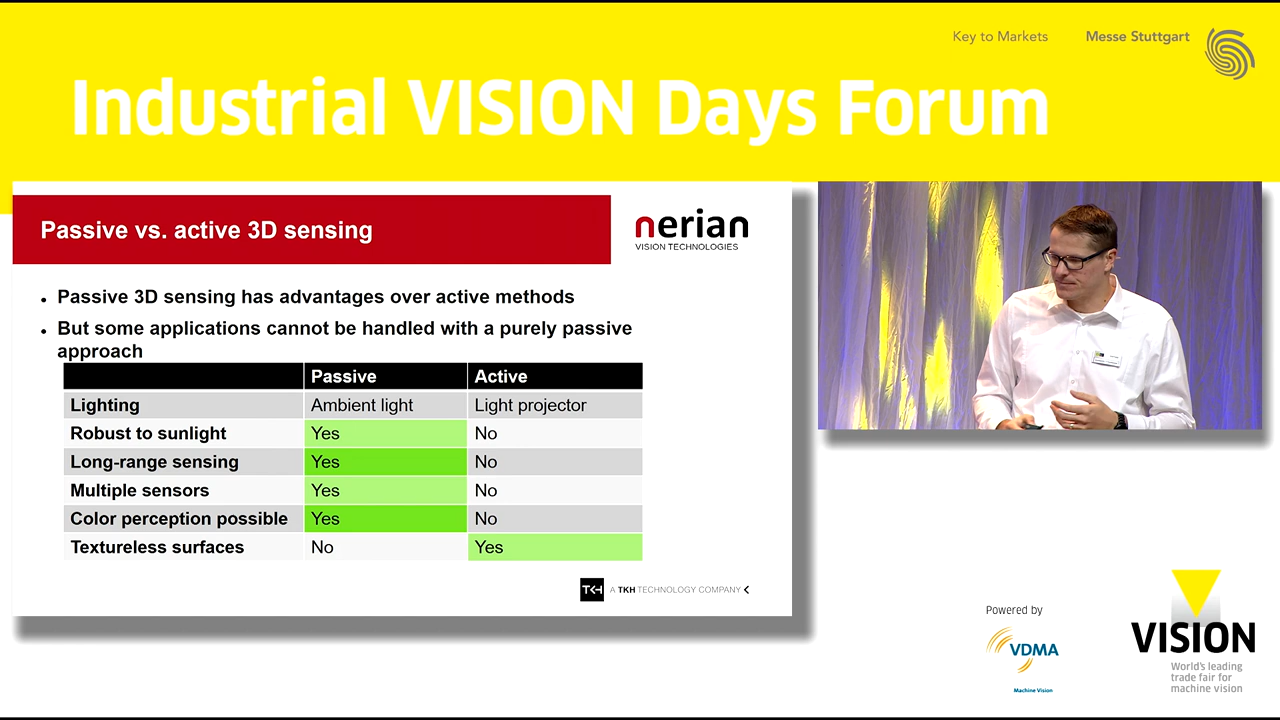 Key to Markets
Messe Stuttgart
Industrial VISION Days Forum
Passive vs. active 3D sensing
nerian
VISION TECHNOLOGIES
• Passive 3D sensing has advantages over active methods
• But some applications cannot be handled with a purely passive
approach
Passive Active
Lighting Ambient light Light projector
Robust to sunlight Yes No
Long-range sensing Yes No
Multiple sensors Yes No
Color perception possible Yes No
Textureless surfaces No Yes
TKH A TKH TECHNOLOGY COMPANY
Powered by
VDMA
Machine Vision
VISION
World's leading
trade fair for
machine vision